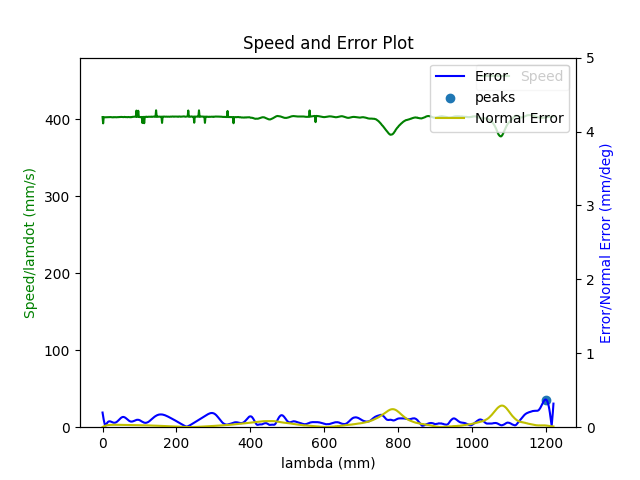 Speed and Error Plot
Speed/lamdot (mm/s)
400
300
200
100
0
Error
peaks
Normal Error
Speed
5
4
3
2
1
0
Error/Normal Error (mm/deg)
0 200 400 600 800 1000 1200
lambda (mm)